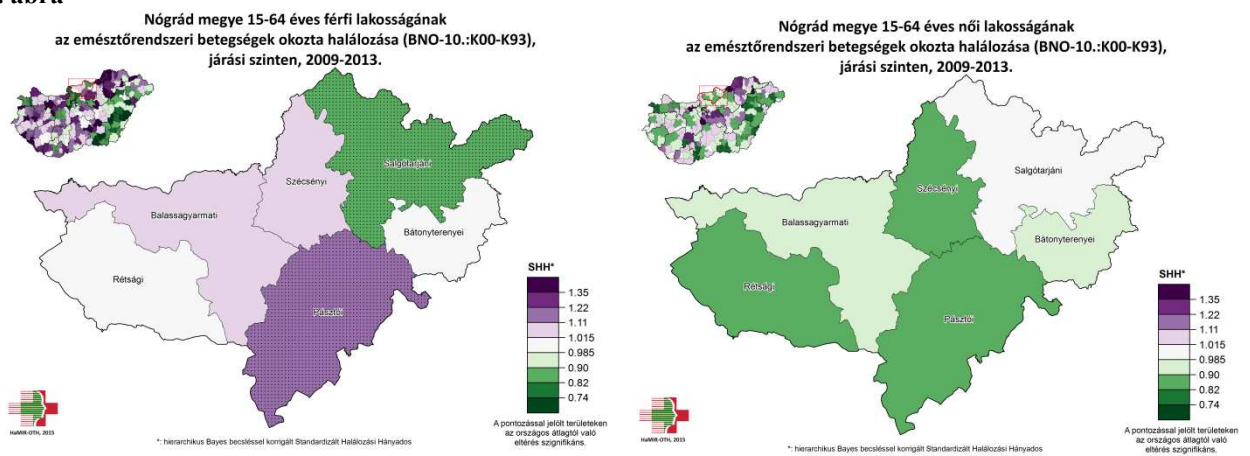 Nógrád megye 15-64 éves férfi lakosságának
az emésztőrendszeri betegségek okozta halálozása (BNO-10.:K00-K93),
járási szinten, 2009-2013.
Salgótarjáni
Szécsényi
Balassagyarmati
Bátonyterenyei
Rétsági
Pásztói
SHH*
1.35
1.22
1.11
1.015
0.985
0.90
0.82
0.74
HaMIR-OTH, 2015
A pontozással jelölt területeken
az országos átlagtól való
eltérés szignifikáns.
*: hierarchikus Bayes becsléssel korrigált Standardizált Halálozási Hányados
Nógrád megye 15-64 éves női lakosságának
az emésztőrendszeri betegségek okozta halálozása (BNO-10.:K00-K93),
járási szinten, 2009-2013.
Salgótarjáni
Szécsényi
Balassagyarmati
Bátonyterenyei
Rétsági
Pásztói
SHH*
1.35
1.22
1.11
1.015
0.985
0.90
0.82
0.74
HaMIR-OTH, 2015
A pontozással jelölt területeken
az országos átlagtól való
eltérés szignifikáns.
*: hierarchikus Bayes becsléssel korrigált Standardizált Halálozási Hányados